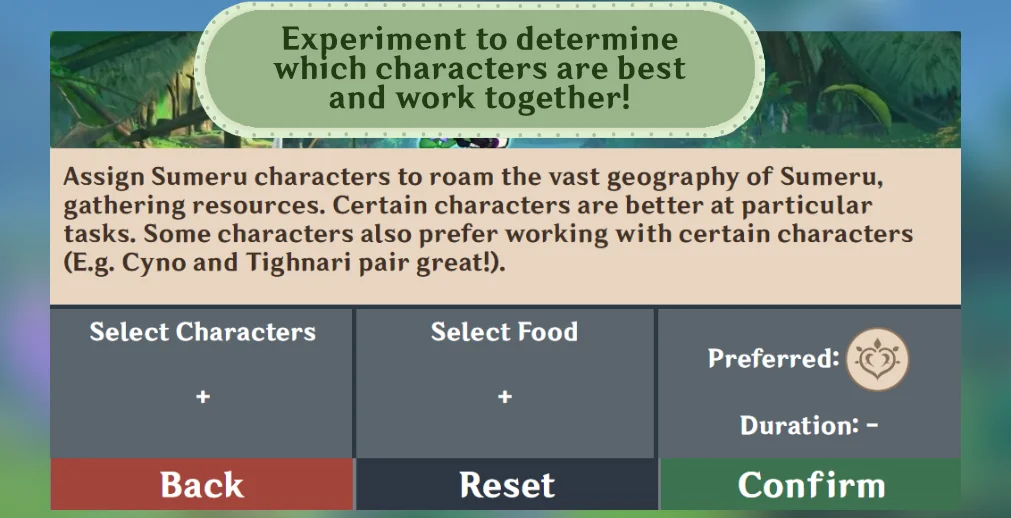 Experiment to determine
which characters are best
and work together!
Assign Sumeru characters to roam the vast geography of Sumeru,
gathering resources. Certain characters are better at particular
tasks. Some characters also prefer working with certain characters
(E.g. Cyno and Tighnari pair great!).
Select Characters
+
Select Food
+
Preferred:
Duration: -
Back
Reset
Confirm